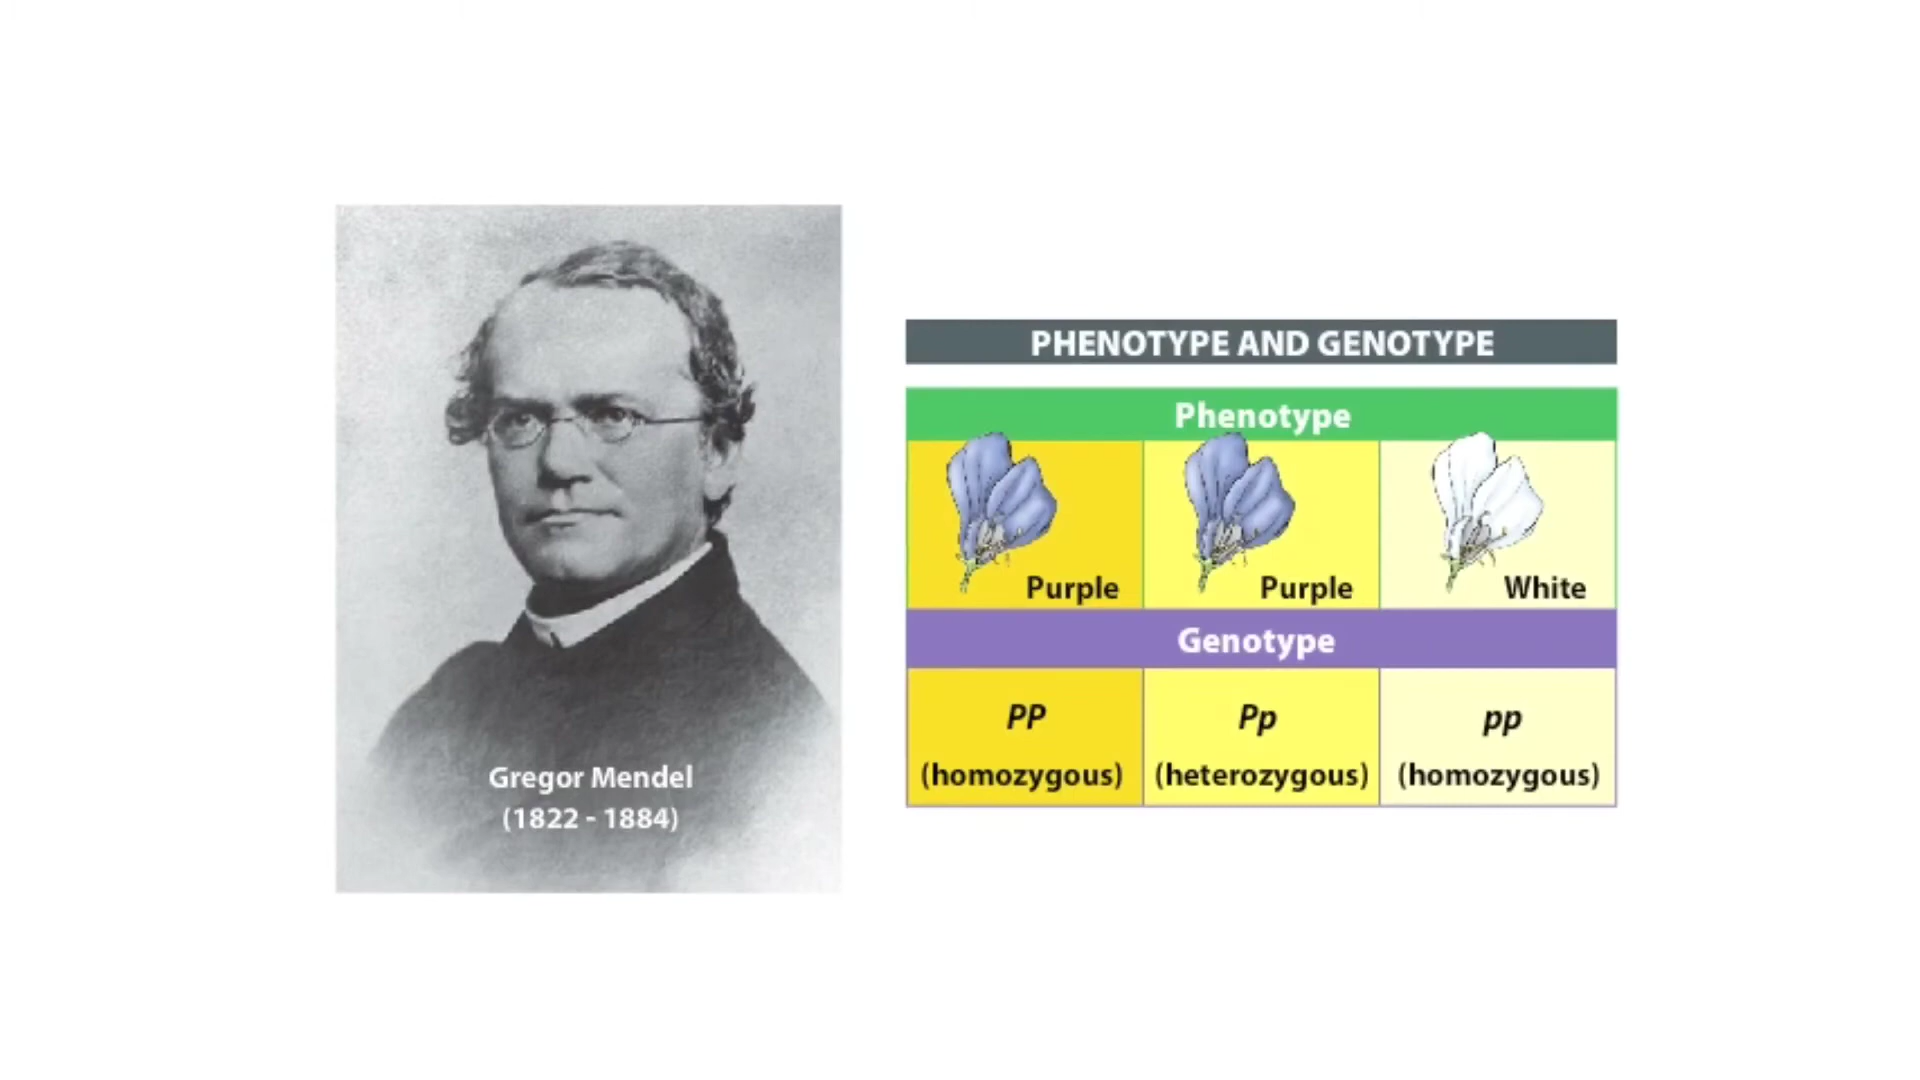 Gregor Mendel
(1822 - 1884)
PHENOTYPE AND GENOTYPE
Phenotype
Purple
Purple
White
Genotype
PP
Pp
pp
(homozygous)
(heterozygous)
(homozygous)